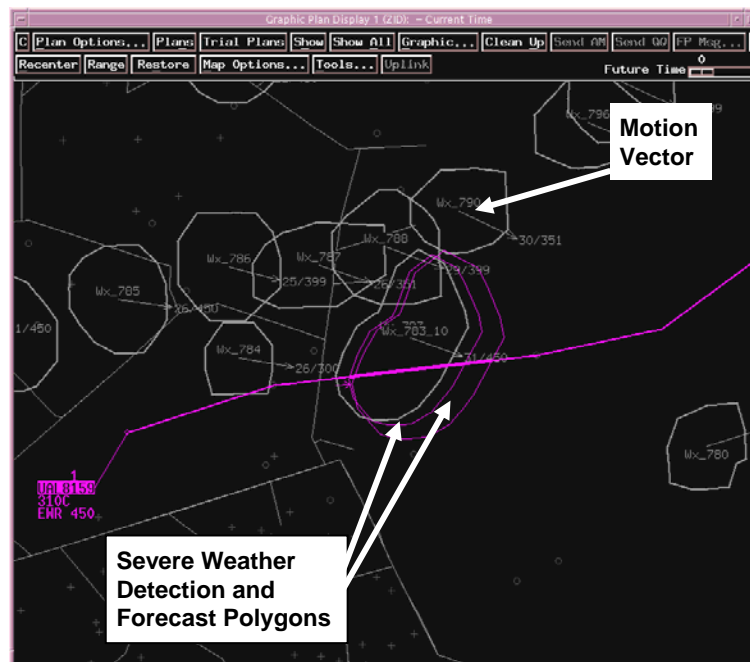 Graphic Plan Display 1 (ZID): - Current Time
C Plan Options... Plans Trial Plans Show Show All Graphic... Clean Up Send AM Send QQ FP Msg...
Recenter Range Restore Map Options... Tools... Uplink Future Time 0
Motion
Vector
Wx_796
Wx_790
30/351
Wx_788
29/399
Wx_787
26/351
Wx_786
25/399
Wx_785
26/450
1/450
Wx_783_10
31/450
Wx_784
26/300
Wx_780
1
UAL8159
310C
EWR 450
Severe Weather
Detection and
Forecast Polygons